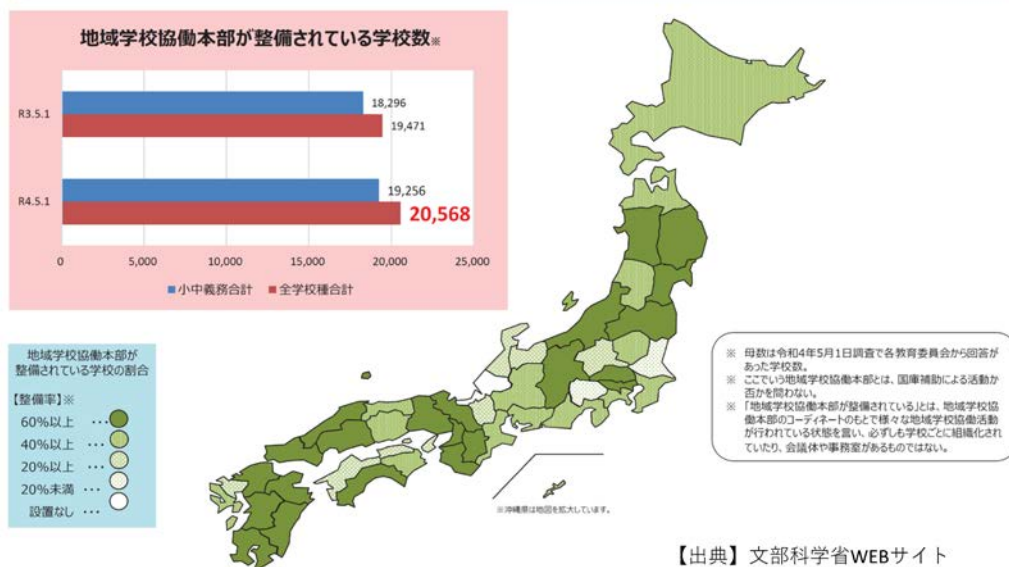 地域学校協働本部が整備されている学校数※
R3.5.1
18,296
19,471
R4.5.1
19,256
20,568
0
5,000
10,000
15,000
20,000
25,000
小中義務合計
全学校種合計
地域学校協働本部が
整備されている学校の割合
【整備率】※
60%以上 ・・・
40%以上 ・・・
20%以上 ・・・
20%未満 ・・・
設置なし ・・・
※ 母数は令和4年5月1日調査で各教育委員会から回答が
あった学校数。
※ ここでいう地域学校協働本部とは、国庫補助による活動か
否かを問わない。
※ 「地域学校協働本部が整備されている」とは、地域学校協
働本部のコーディネートのもとで様々な地域学校協働活動
が行われている状態を言い、必ずしも学校ごとに組織化され
ていたり、会議体や事務室があるものではない。
※沖縄県は地図を拡大しています。
【出典】文部科学省WEBサイト